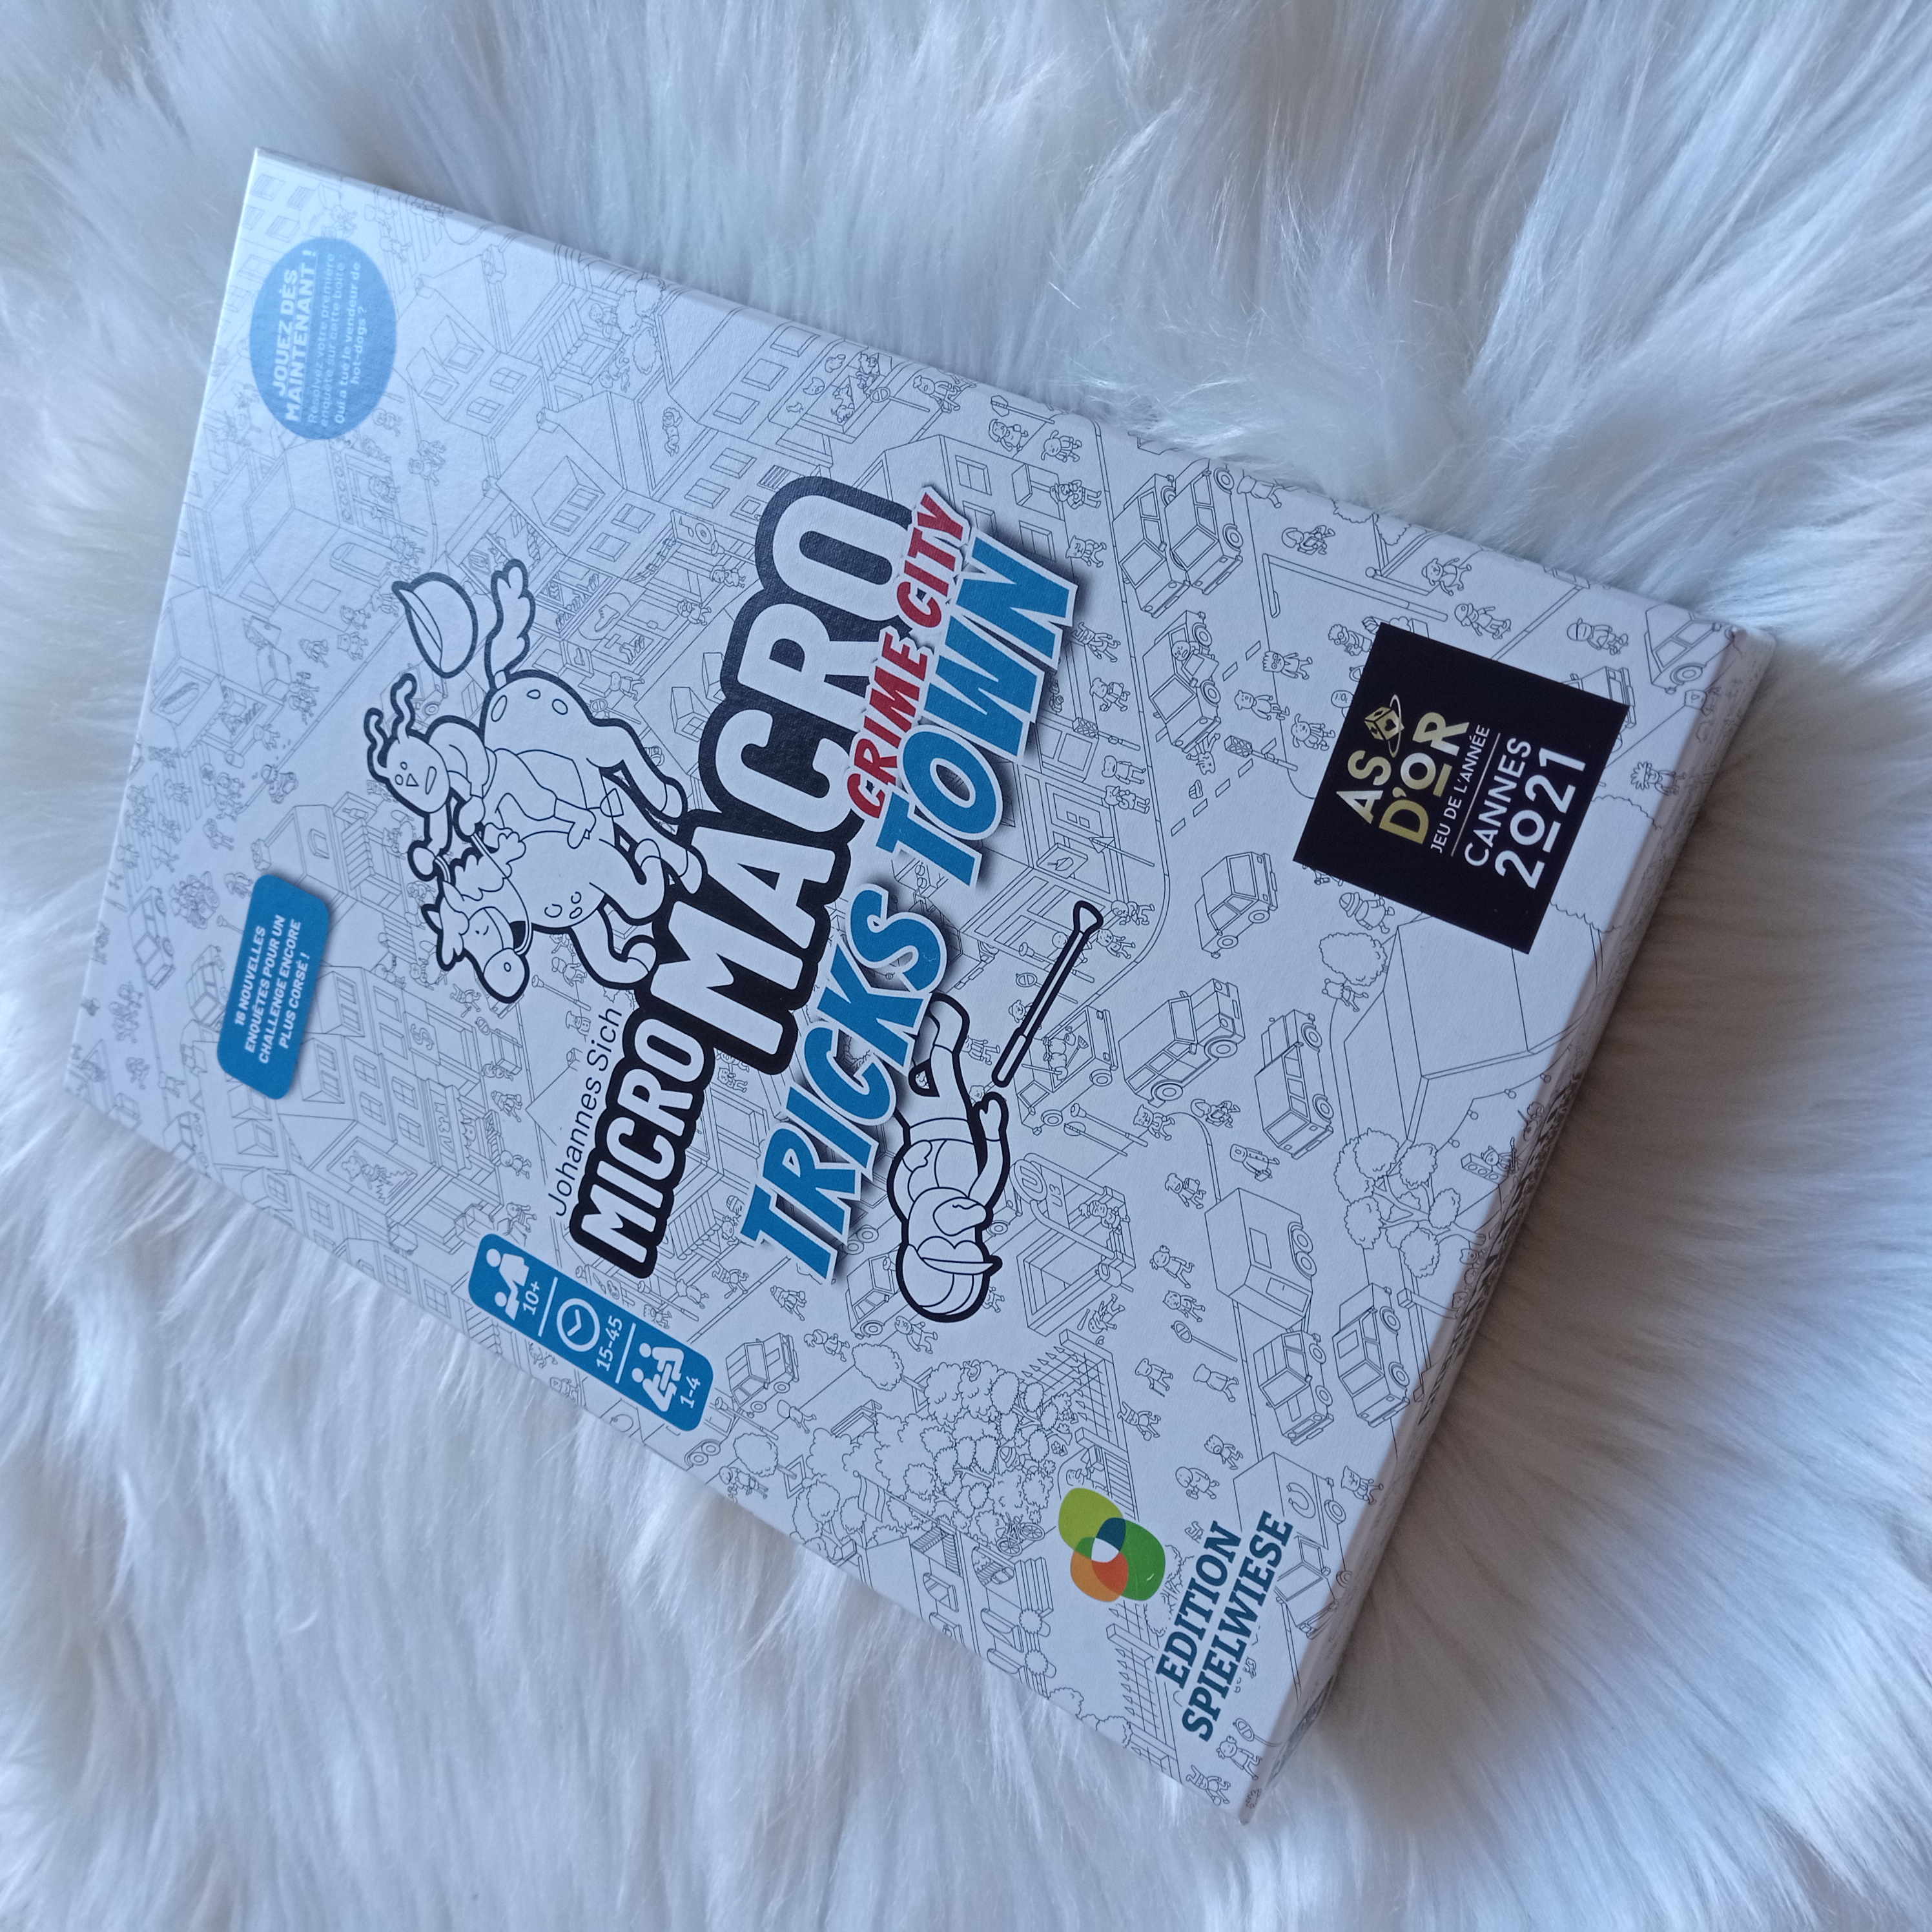 16 NOUVELLES
ENQUÊTES POUR UN
CHALLENGE ENCORE
PLUS CORSÉ !
JOUEZ DÈS
MAINTENANT !
Résolvez votre première
enquête sur cette boîte :
Qui a tué le vendeur de
hot-dogs ?
10+
15-45
1-4
Johannes Sich
MICRO MACRO
CRIME CITY
TRICKS TOWN
U3
EDITION
SPIELWIESE
AS
D'OR
JEU DE L'ANNÉE
CANNES
2021